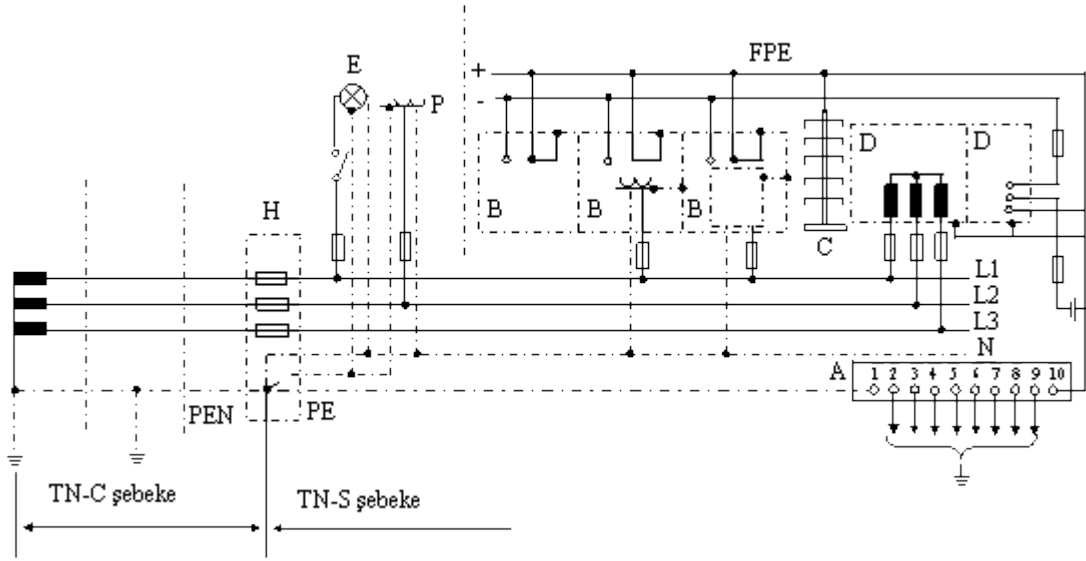 FPE
E
P
+
-
H
D D
B B B
C
L1
L2
L3
N
A 1 2 3 4 5 6 7 8 9 10
PEN PE
TN-C şebeke
TN-S şebeke